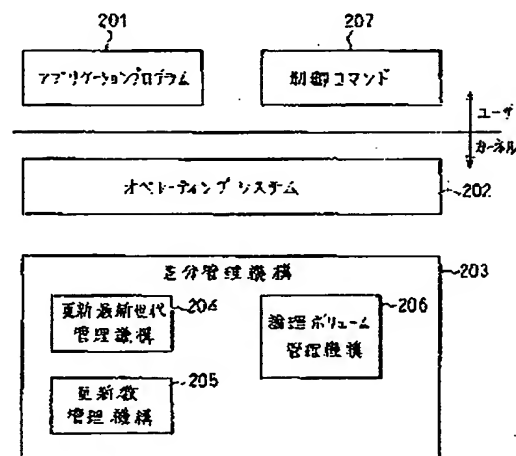 201
207
アプリケーションプログラム
制御コマンド
ユーザ
カーネル
オペレーティングシステム
202
差分管理機構
203
更新最新世代
管理機構
204
論理ボリューム
管理機構
206
更新数
管理機構
205